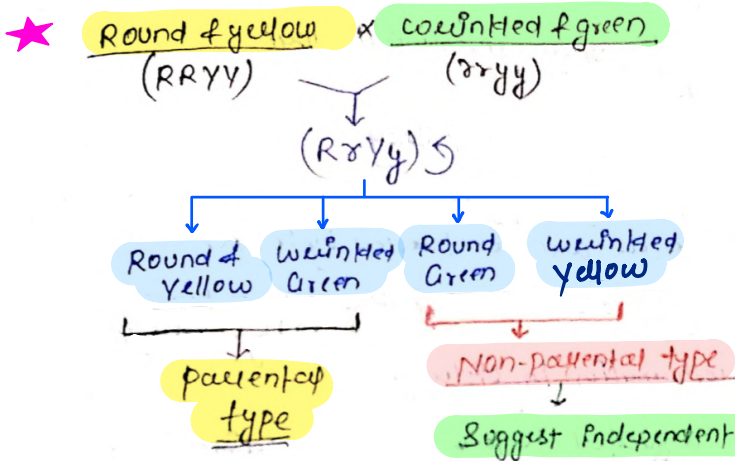 Round & yellow × wrinkled & green
(RRYY) (rryy)
(RrYy)
Round & Wrinkled Round wrinkled
Yellow Green Green Yellow
parental Non-parental type
type
Suggest independent